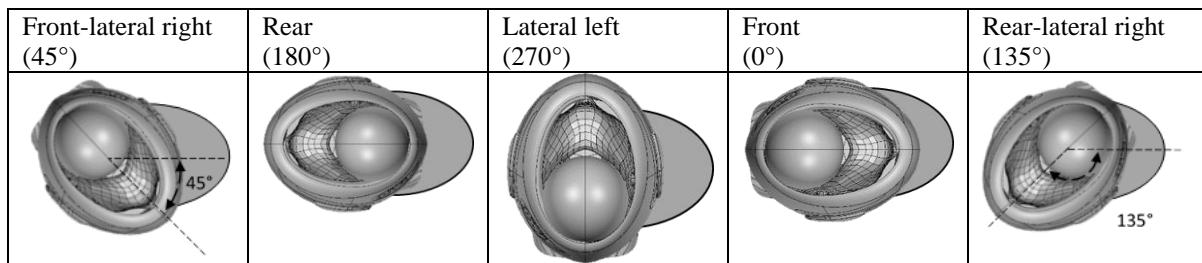 Front-lateral right
(45°)
Rear
(180°)
Lateral left
(270°)
Front
(0°)
Rear-lateral right
(135°)
45°
135°